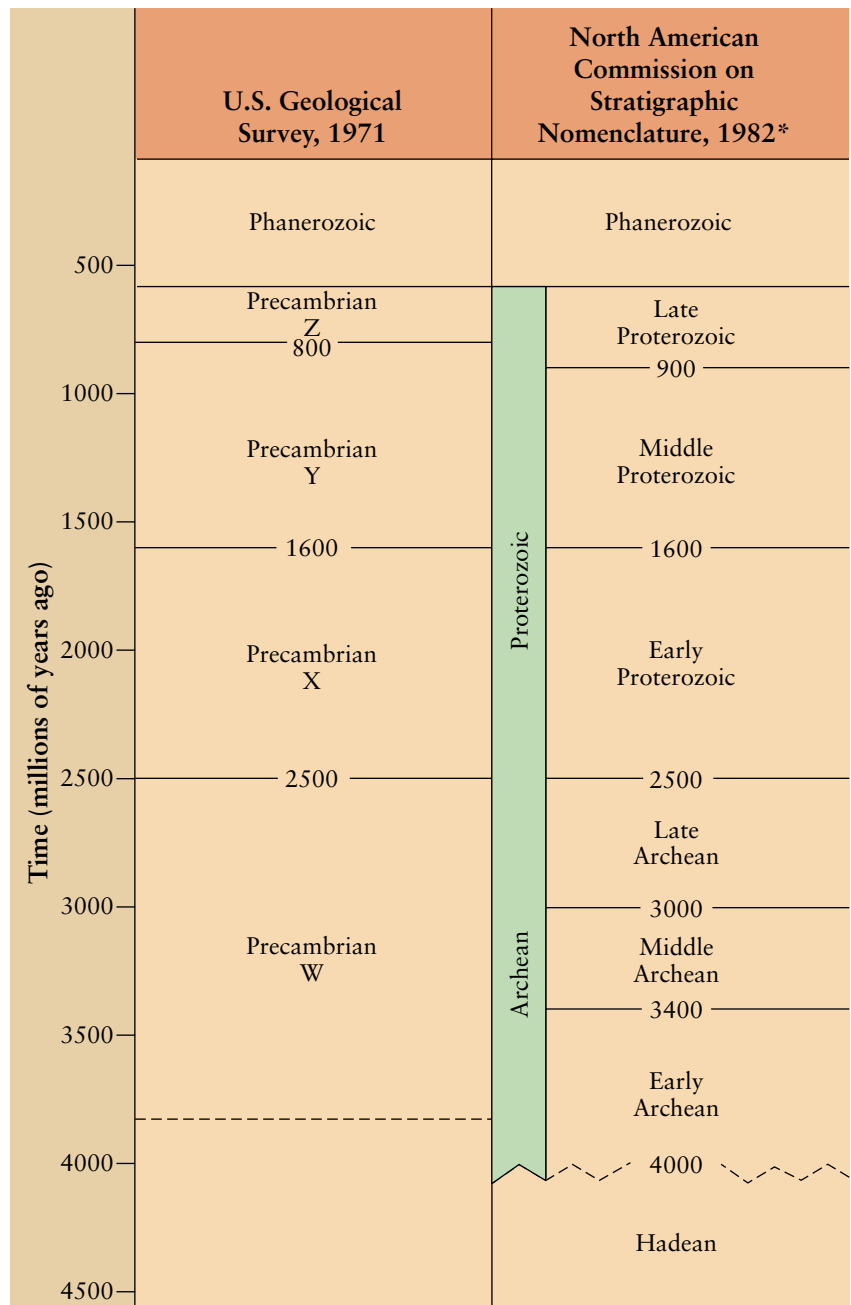 U.S. Geological
Survey, 1971
North American
Commission on
Stratigraphic
Nomenclature, 1982*
Time (millions of years ago)
500
1000
1500
2000
2500
3000
3500
4000
4500
Phanerozoic
Precambrian
Z
800
Precambrian
Y
1600
Precambrian
X
2500
Precambrian
W
Proterozoic
Archean
Phanerozoic
Late
Proterozoic
900
Middle
Proterozoic
1600
Early
Proterozoic
2500
Late
Archean
3000
Middle
Archean
3400
Early
Archean
4000
Hadean